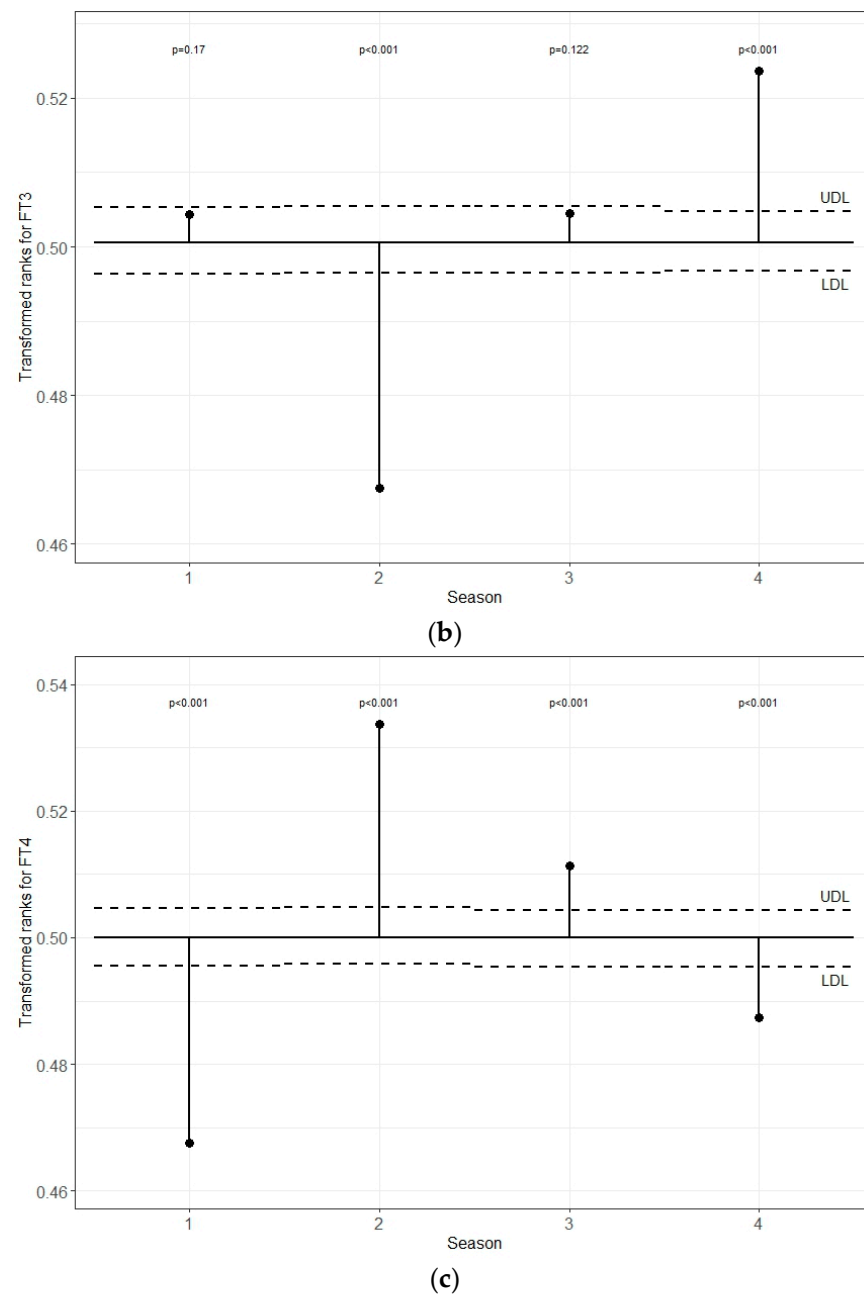 p=0.17 p<0.001 p=0.122 p<0.001
0.52
UDL
0.50
LDL
0.48
0.46
Transformed ranks for FT3
1 2 3 4
Season
(b)
0.54
p<0.001 p<0.001 p<0.001 p<0.001
0.52
UDL
0.50
LDL
0.48
0.46
Transformed ranks for FT4
1 2 3 4
Season
(c)